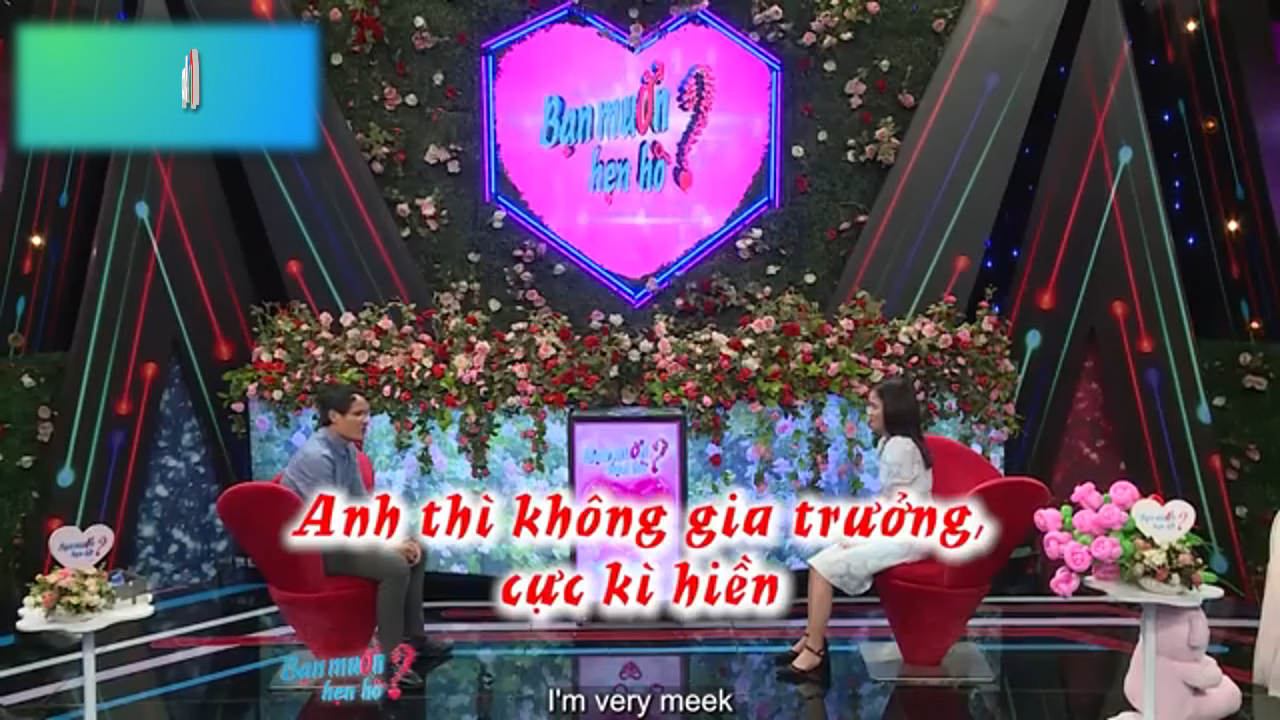 Bạn muốn
hẹn hò ?
Anh thì không gia trưởng,
cực kì hiền
Bạn muốn
hẹn hò ?
I'm very meek